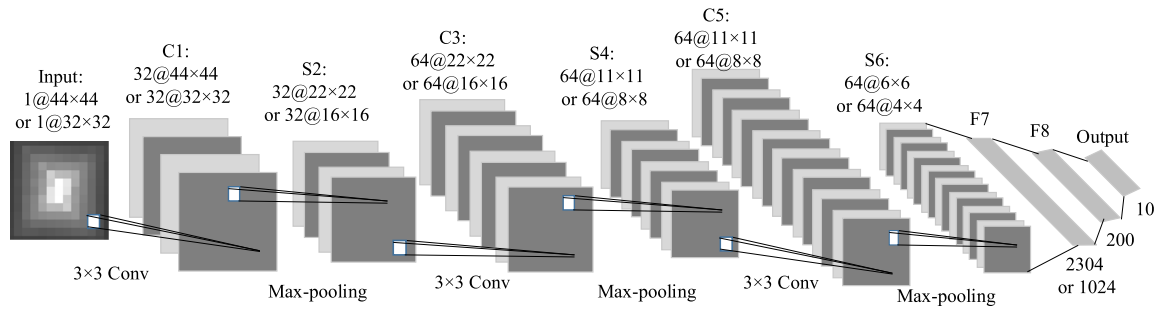 Input:
1@44×44
or 1@32×32
C1:
32@44×44
or 32@32×32
S2:
32@22×22
or 32@16×16
C3:
64@22×22
or 64@16×16
S4:
64@11×11
or 64@8×8
C5:
64@11×11
or 64@8×8
S6:
64@6×6
or 64@4×4
F7
F8
Output
10
200
2304
or 1024
3×3 Conv
Max-pooling
3×3 Conv
Max-pooling
3×3 Conv
Max-pooling